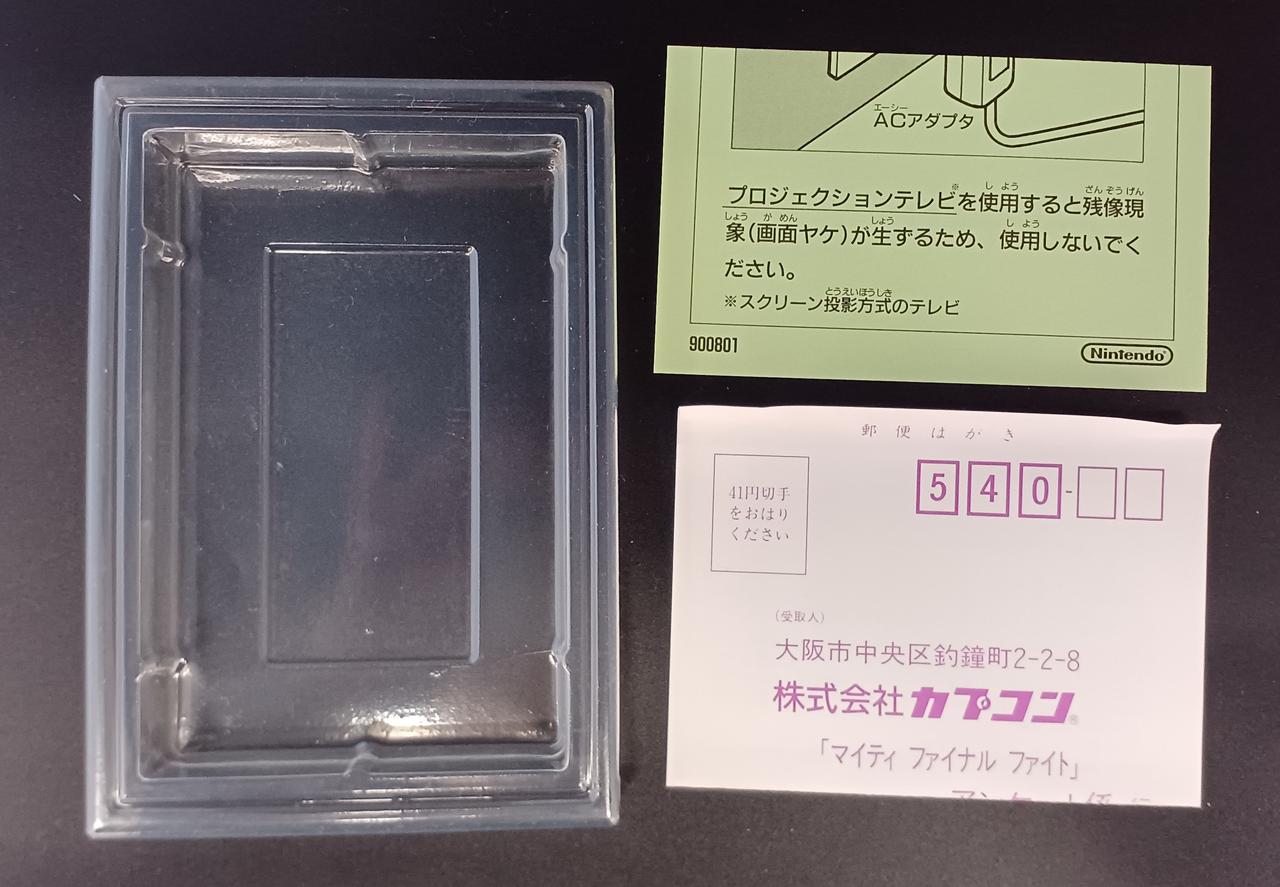 エーシー
ACアダプタ
プロジェクションテレビ※を使用すると残像現
象(画面ヤケ)が生ずるため、使用しないでく
ださい。
※スクリーン投影方式のテレビ
900801
Nintendo
郵便はがき
41円切手
をおはり
ください
540-
(受取人)
大阪市中央区釣鐘町2-2-8
株式会社カプコン®
「マイティ ファイナル ファイト」